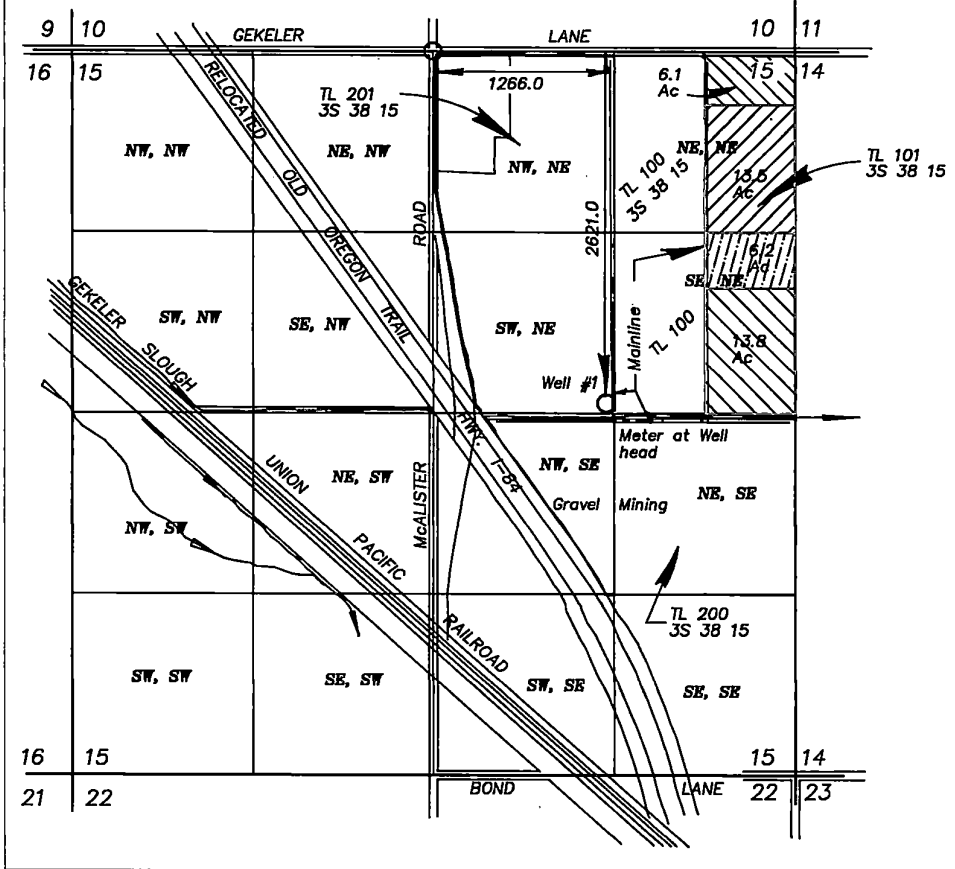 9 10
GEKELER
LANE
10 11
16 15
15 14
1266.0
6.1
Ac
TL 201
3S 38 15
RELOCATED OLD OREGON TRAIL HWY. I-84
NW, NW
NE, NW
NW, NE
NE, NE
TL 100
3S 38 15
13.5
Ac
TL 101
3S 38 15
ROAD
2621.0
6.2
Ac
SE, NE
GEKELER SLOUGH
SW, NW
SE, NW
SW, NE
Mainline
TL 100
13.8
Ac
Well #1
Meter at Well
head
UNION PACIFIC RAILROAD
NE, SW
McALISTER
NW, SE
NE, SE
Gravel Mining
NW, SW
TL 200
3S 38 15
SW, SW
SE, SW
SW, SE
SE, SE
16 15
15 14
21 22
BOND
LANE
22 23